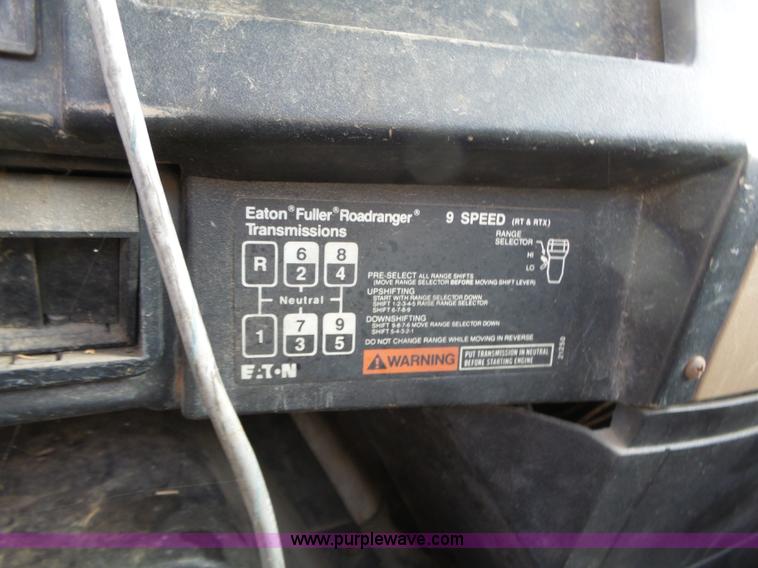 Eaton® Fuller® Roadranger® 9 SPEED (RT & RTX)
Transmissions
RANGE
SELECTOR
HI
LO
R 6 8
2 4
Neutral
1 7 9
3 5
PRE-SELECT ALL RANGE SHIFTS
(MOVE RANGE SELECTOR BEFORE MOVING SHIFT LEVER)
UPSHIFTING
START WITH RANGE SELECTOR DOWN
SHIFT 1-2-3-4-5 RAISE RANGE SELECTOR
SHIFT 6-7-8-9
DOWNSHIFTING
SHIFT 9-8-7-6 MOVE RANGE SELECTOR DOWN
SHIFT 5-4-3-2-1
DO NOT CHANGE RANGE WHILE MOVING IN REVERSE
WARNING
PUT TRANSMISSION IN NEUTRAL
BEFORE STARTING ENGINE
21250
EATON
www.purplewave.com